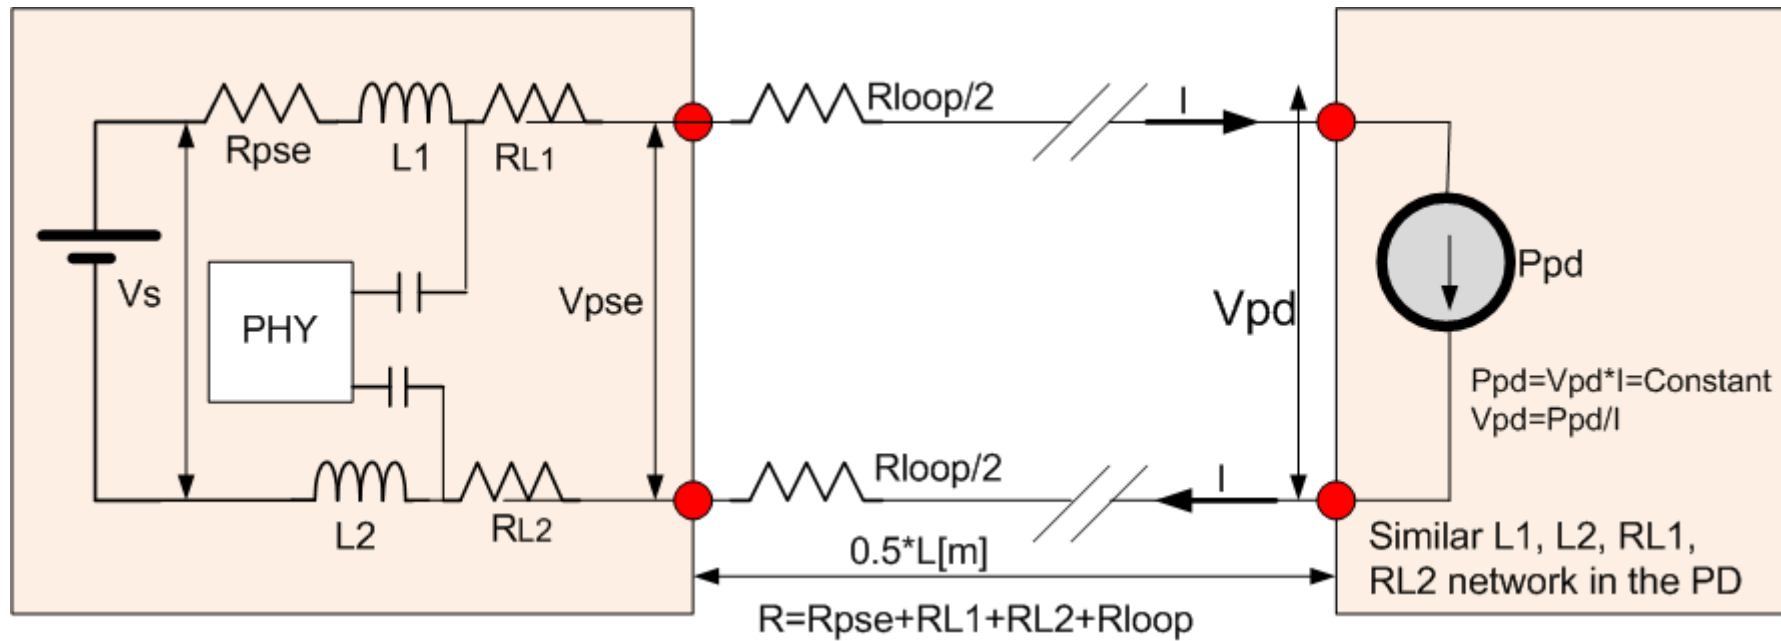 Rpse
L1
RL1
Rloop/2
I
Vs
PHY
Vpse
Vpd
Ppd
Ppd=Vpd*I=Constant
Vpd=Ppd/I
L2
RL2
Rloop/2
I
0.5*L[m]
R=Rpse+RL1+RL2+Rloop
Similar L1, L2, RL1,
RL2 network in the PD